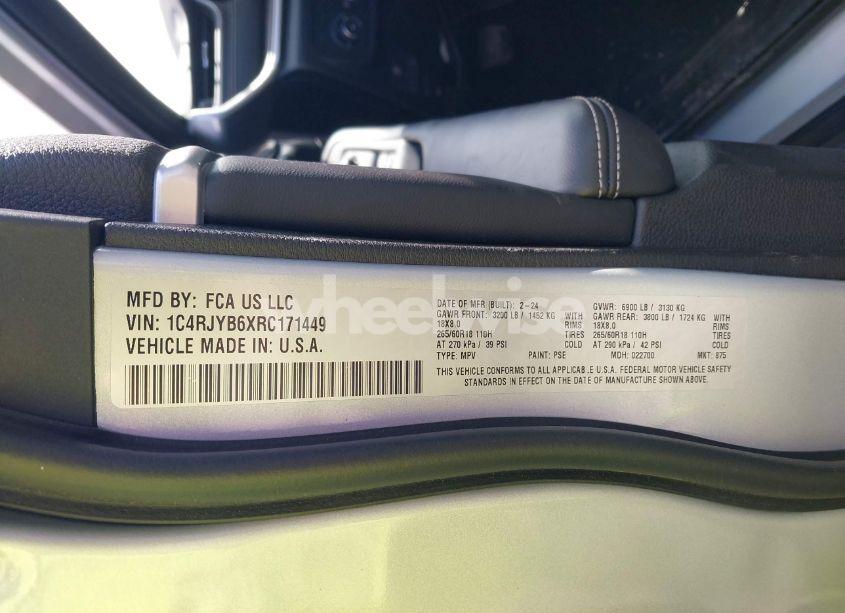 MFD BY: FCA US LLC
VIN: 1C4RJYB6XRC171449
VEHICLE MADE IN: U.S.A.
DATE OF MFR (BUILT): 2-24 GVWR: 6900 LB / 3130 KG
GAWR FRONT: 3200 LB / 1452 KG WITH GAWR REAR: 3800 LB / 1724 KG WITH
18X8.0 RIMS 18X8.0 RIMS
265/60R18 110H TIRES 265/60R18 110H TIRES
AT 270 kPa / 39 PSI COLD AT 290 kPa / 42 PSI COLD
TYPE: MPV PAINT: PSE MDH: 022700 MKT: 875
THIS VEHICLE CONFORMS TO ALL APPLICAB.E U.S.A. FEDERAL MOTOR VEHICLE SAFETY
STANDARDS IN EFFECT ON THE DATE OF MANUFACTURE SHOWN ABOVE.
wheelwise